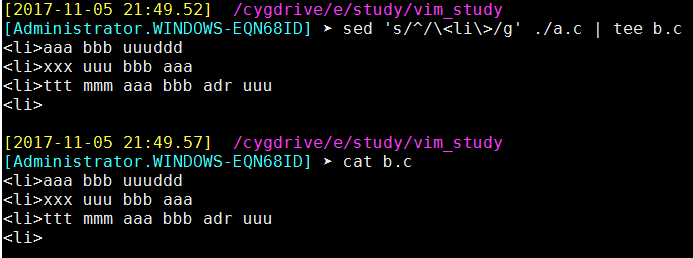 [2017-11-05 21:49.52]  /cygdrive/e/study/vim_study
[Administrator.WINDOWS-EQN68ID] ➤ sed 's/^/\<li\>/g' ./a.c | tee b.c
<li>aaa bbb uuuddd
<li>xxx uuu bbb aaa
<li>ttt mmm aaa bbb adr uuu
<li>
[2017-11-05 21:49.57]  /cygdrive/e/study/vim_study
[Administrator.WINDOWS-EQN68ID] ➤ cat b.c
<li>aaa bbb uuuddd
<li>xxx uuu bbb aaa
<li>ttt mmm aaa bbb adr uuu
<li>